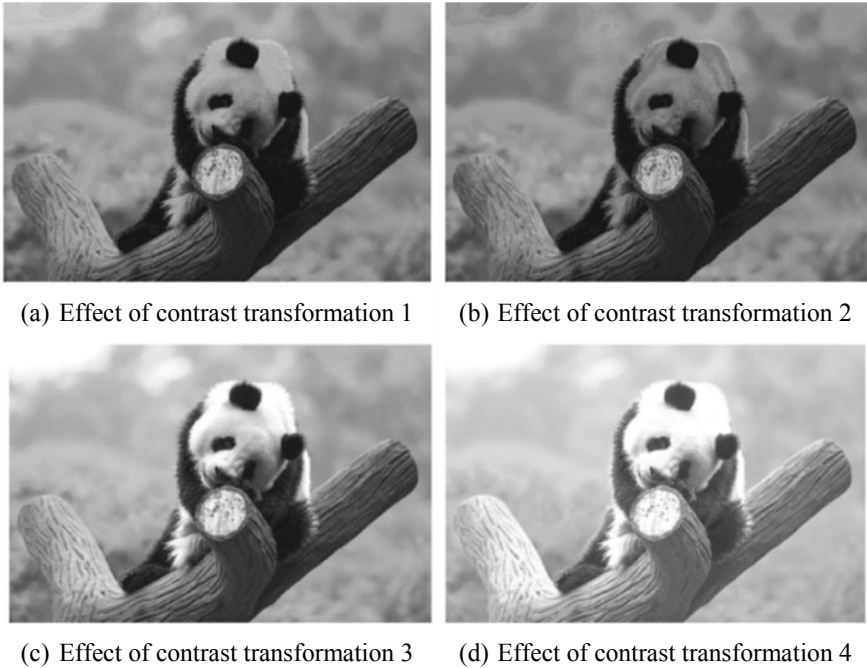 (a) Effect of contrast transformation 1
(b) Effect of contrast transformation 2
(c) Effect of contrast transformation 3
(d) Effect of contrast transformation 4